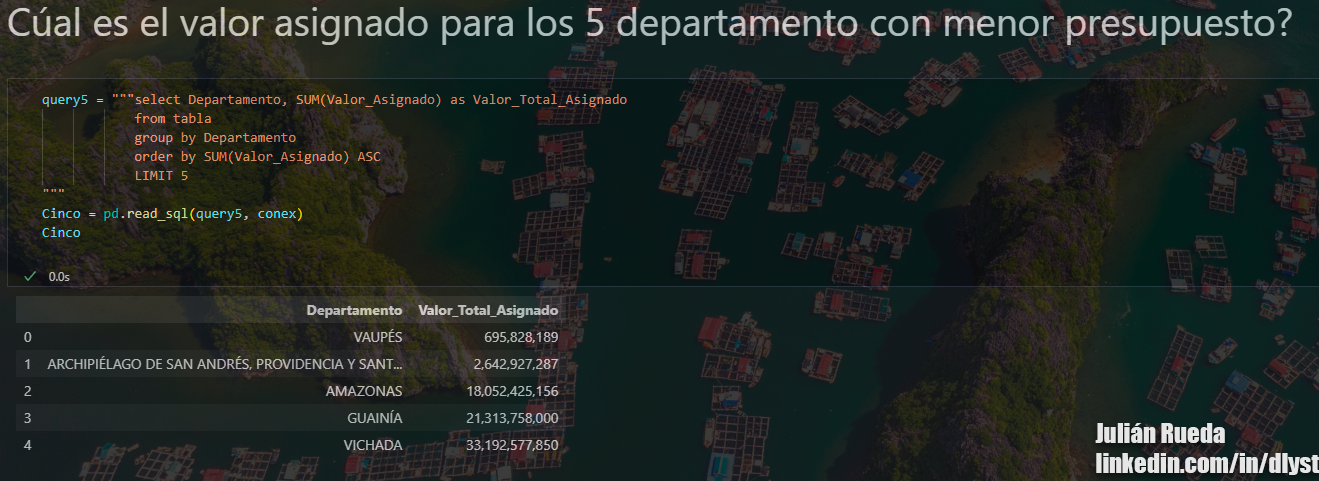 Cúal es el valor asignado para los 5 departamento con menor presupuesto?
query5 = """select Departamento, SUM(Valor_Asignado) as Valor_Total_Asignado
from tabla
group by Departamento
order by SUM(Valor_Asignado) ASC
LIMIT 5
"""
Cinco = pd.read_sql(query5, conex)
Cinco
0.0s
Departamento Valor_Total_Asignado
0 VAUPÉS 695,828,189
1 ARCHIPIÉLAGO DE SAN ANDRÉS, PROVIDENCIA Y SANT... 2,642,927,287
2 AMAZONAS 18,052,425,156
3 GUAINÍA 21,313,758,000
4 VICHADA 33,192,577,850
Julián Rueda
linkedin.com/in/dlyst